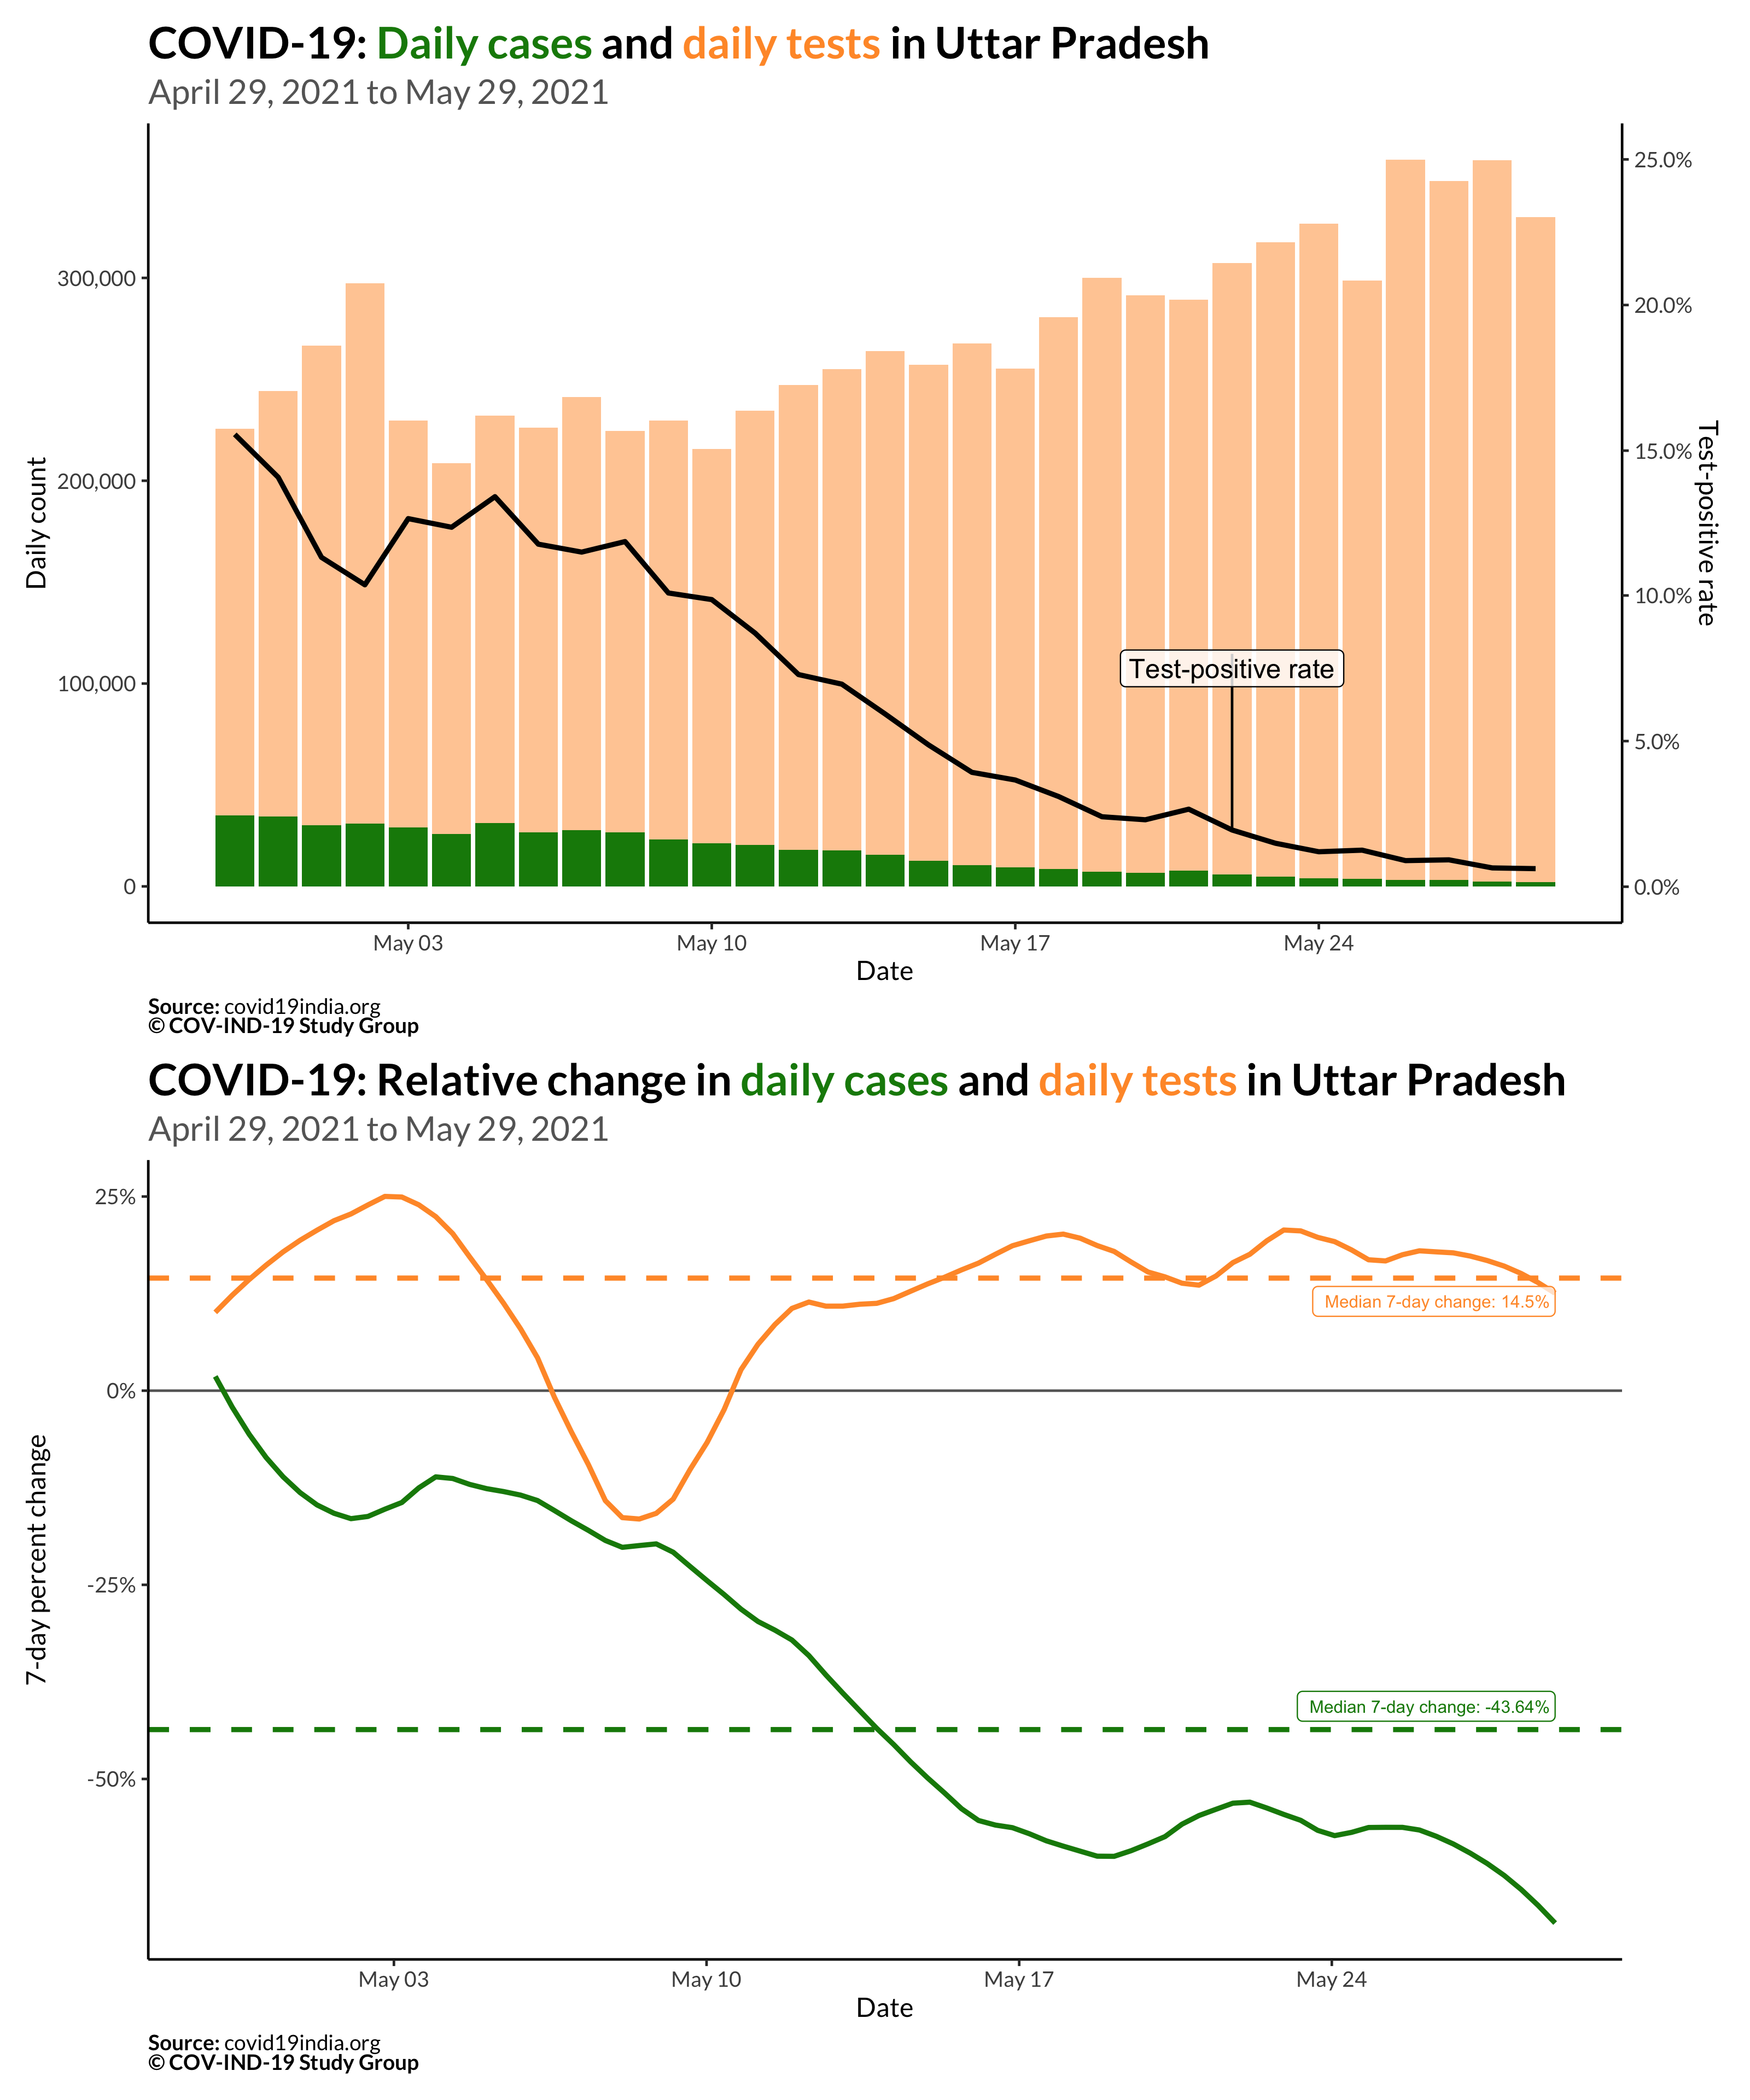 COVID-19: Daily cases and daily tests in Uttar Pradesh
April 29, 2021 to May 29, 2021
Daily count
300,000
200,000
100,000
0
25.0%
20.0%
15.0%
10.0%
5.0%
0.0%
Test-positive rate
Test-positive rate
May 03
May 10
May 17
May 24
Date
Source: covid19india.org
© COV-IND-19 Study Group
COVID-19: Relative change in daily cases and daily tests in Uttar Pradesh
April 29, 2021 to May 29, 2021
7-day percent change
25%
0%
-25%
-50%
Median 7-day change: 14.5%
Median 7-day change: -43.64%
May 03
May 10
May 17
May 24
Date
Source: covid19india.org
© COV-IND-19 Study Group